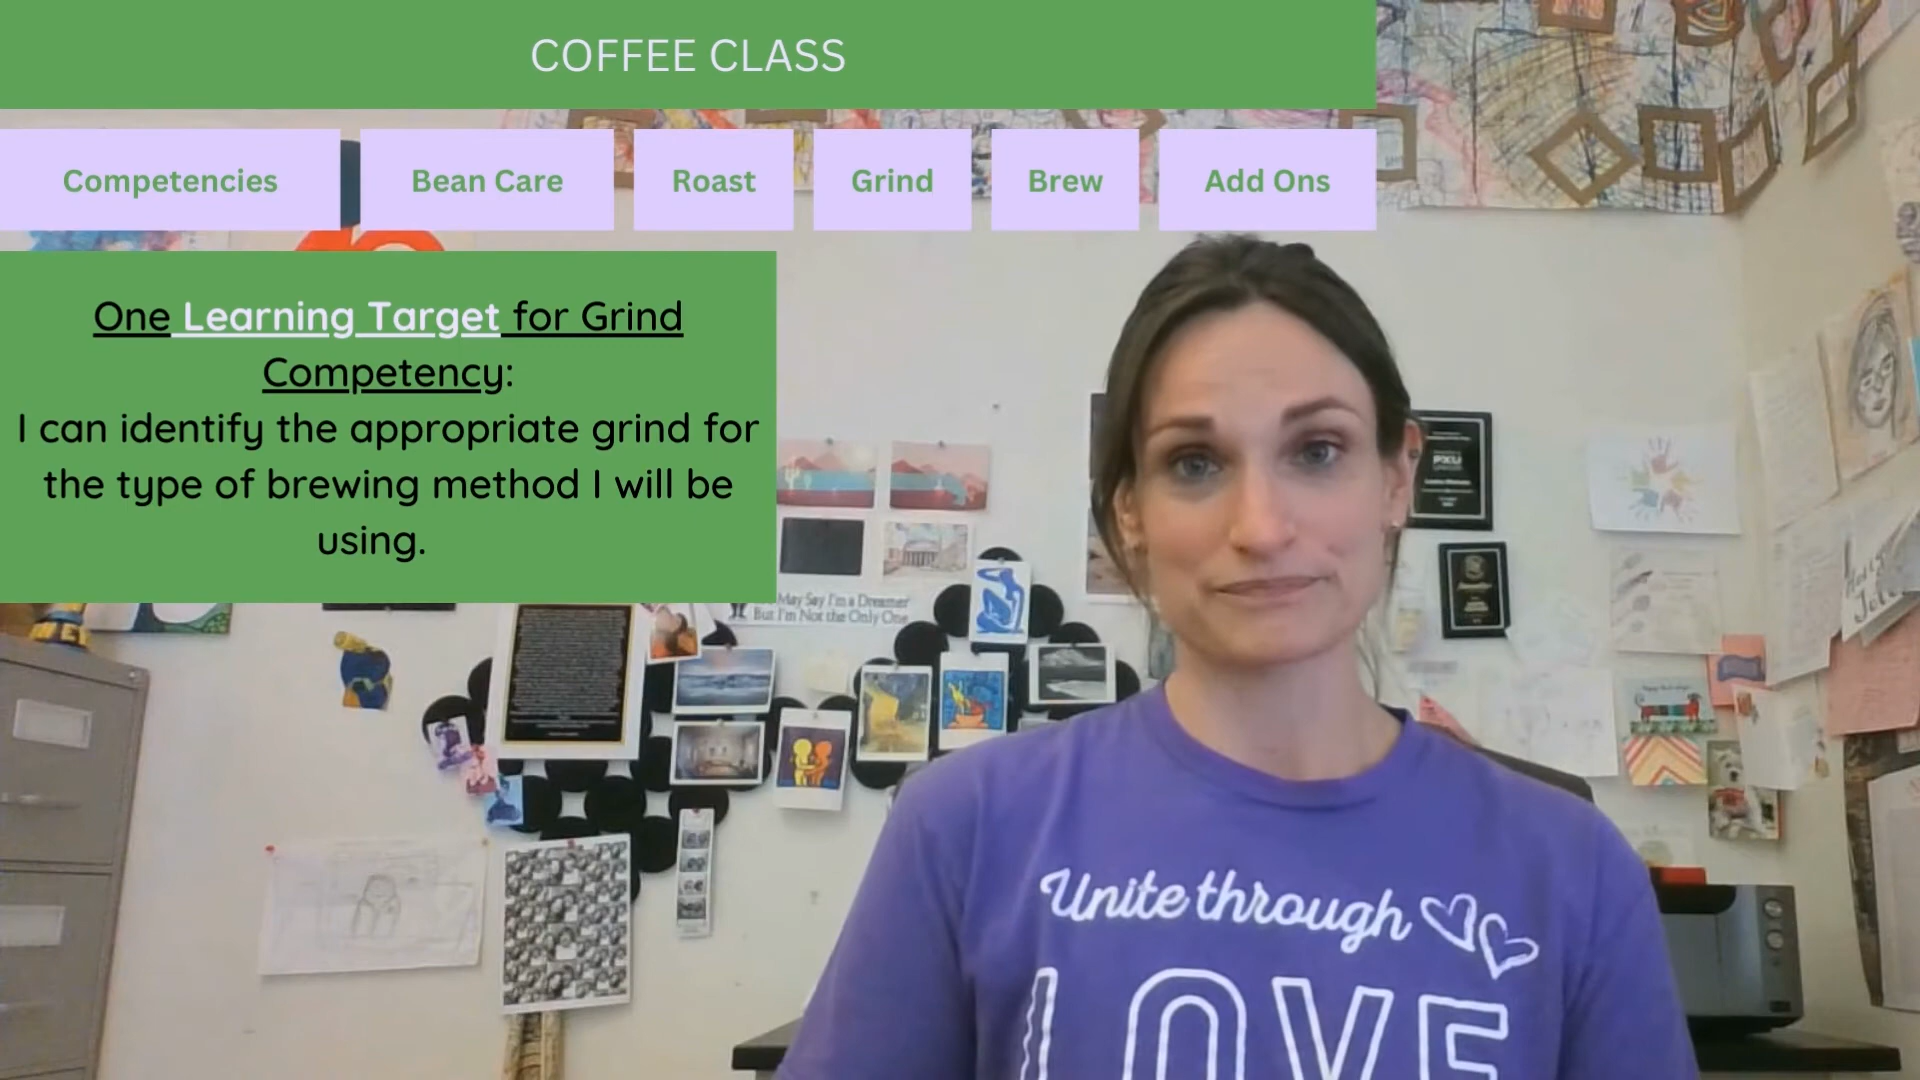 COFFEE CLASS
Competencies
Bean Care
Roast
Grind
Brew
Add Ons
One Learning Target for Grind
Competency:
I can identify the appropriate grind for
the type of brewing method I will be
using.
May Say I'm a Dreamer
But I'm Not the Only One
Unite through
LOVE